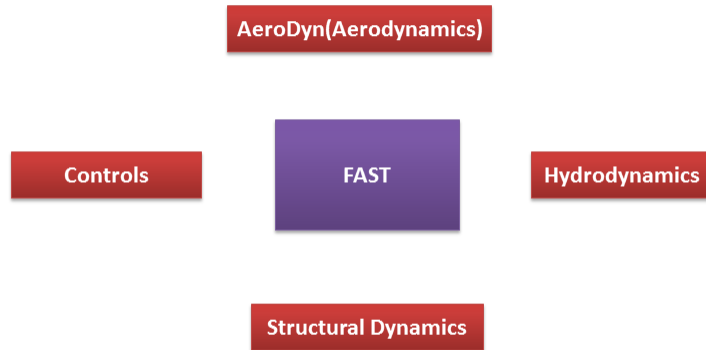 AeroDyn(Aerodynamics)
Controls
FAST
Hydrodynamics
Structural Dynamics